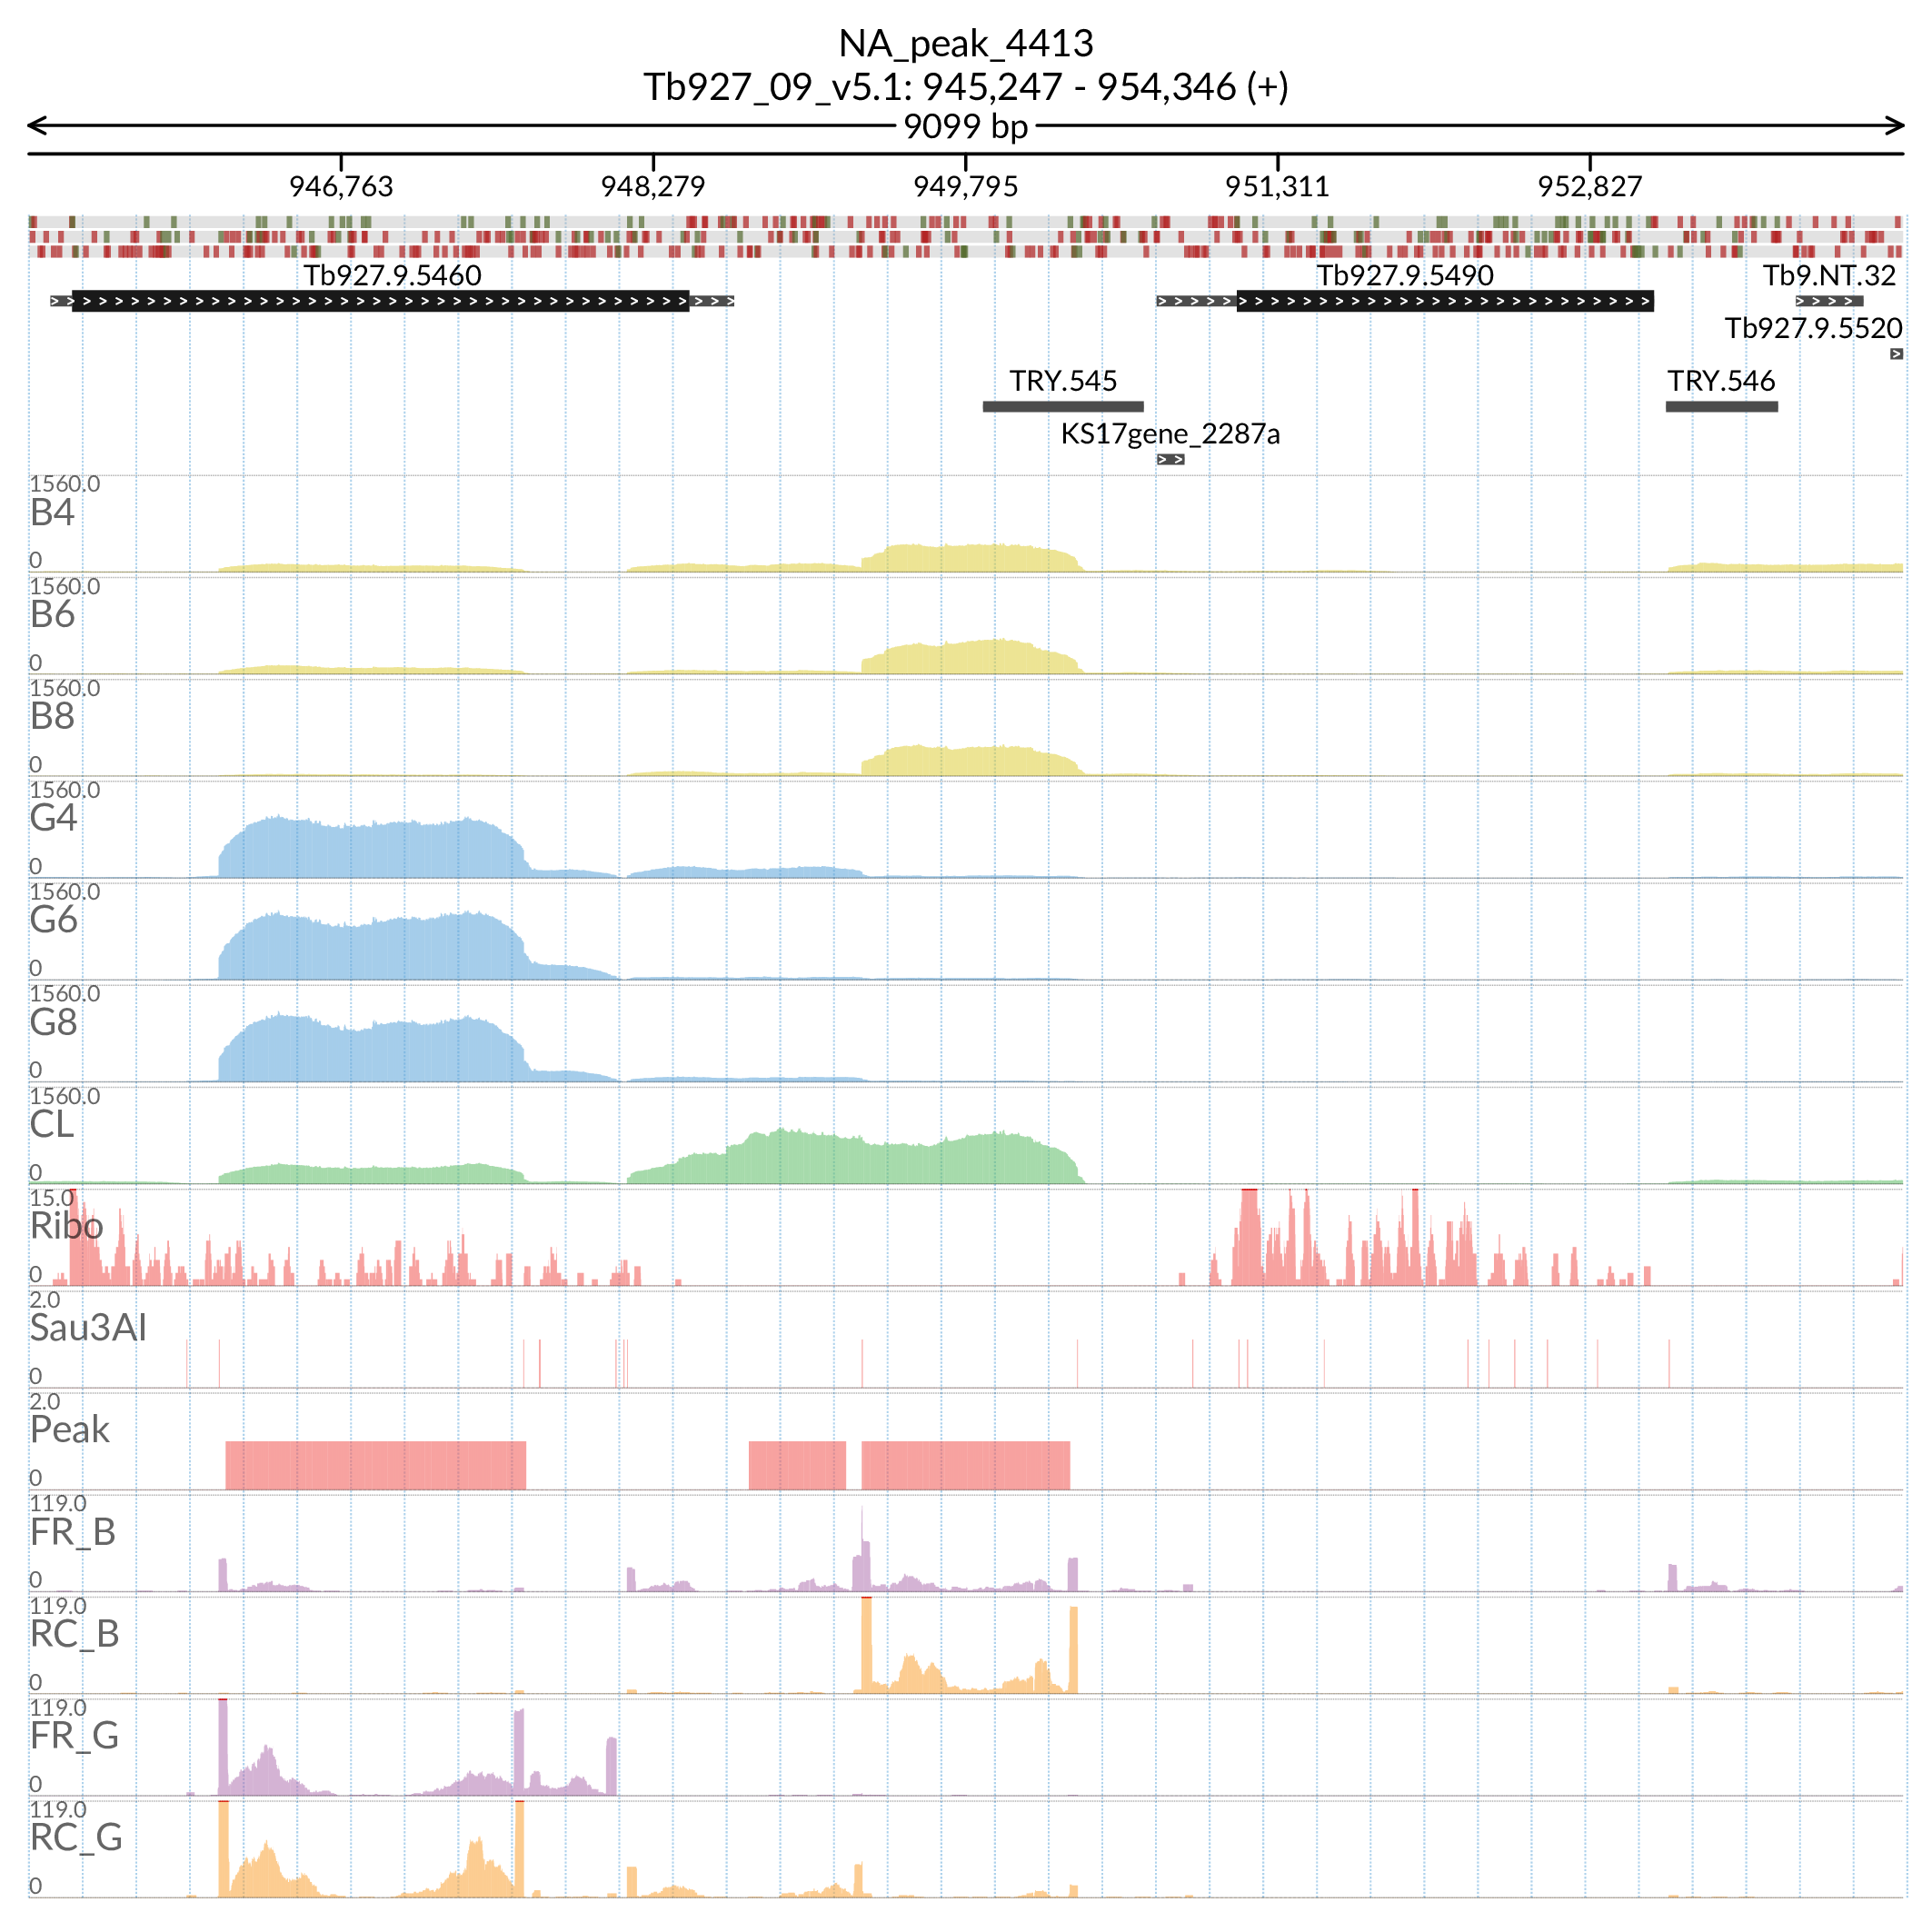 NA_peak_4413
Tb927_09_v5.1: 945,247 - 954,346 (+)
9099 bp
946,763 948,279 949,795 951,311 952,827
Tb927.9.5460 Tb927.9.5490 Tb9.NT.32
Tb927.9.5520
TRY.545 TRY.546
KS17gene_2287a
1560.0
B4
0
1560.0
B6
0
1560.0
B8
0
1560.0
G4
0
1560.0
G6
0
1560.0
G8
0
1560.0
CL
0
15.0
Ribo
0
2.0
Sau3AI
0
2.0
Peak
0
119.0
FR_B
0
119.0
RC_B
0
119.0
FR_G
0
119.0
RC_G
0